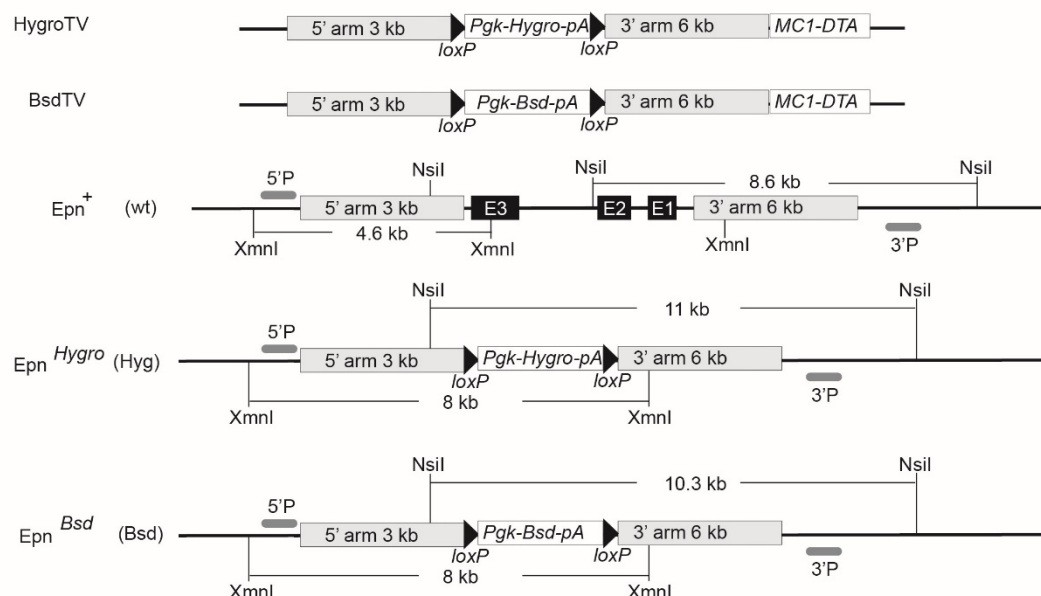 HygroTV
5' arm 3 kb Pgk-Hygro-pA 3' arm 6 kb MC1-DTA
loxP loxP
BsdTV
5' arm 3 kb Pgk-Bsd-pA 3' arm 6 kb MC1-DTA
loxP loxP
NsiI NsiI
5'P 8.6 kb
Epn+ (wt) 5' arm 3 kb E3 E2 E1 3' arm 6 kb
4.6 kb
XmnI XmnI XmnI 3'P
NsiI NsiI
11 kb
5'P
Epn Hygro (Hyg) 5' arm 3 kb Pgk-Hygro-pA 3' arm 6 kb
loxP loxP
8 kb 3'P
XmnI XmnI
NsiI NsiI
10.3 kb
5'P
Epn Bsd (Bsd) 5' arm 3 kb Pgk-Bsd-pA 3' arm 6 kb
loxP loxP
8 kb 3'P
XmnI XmnI